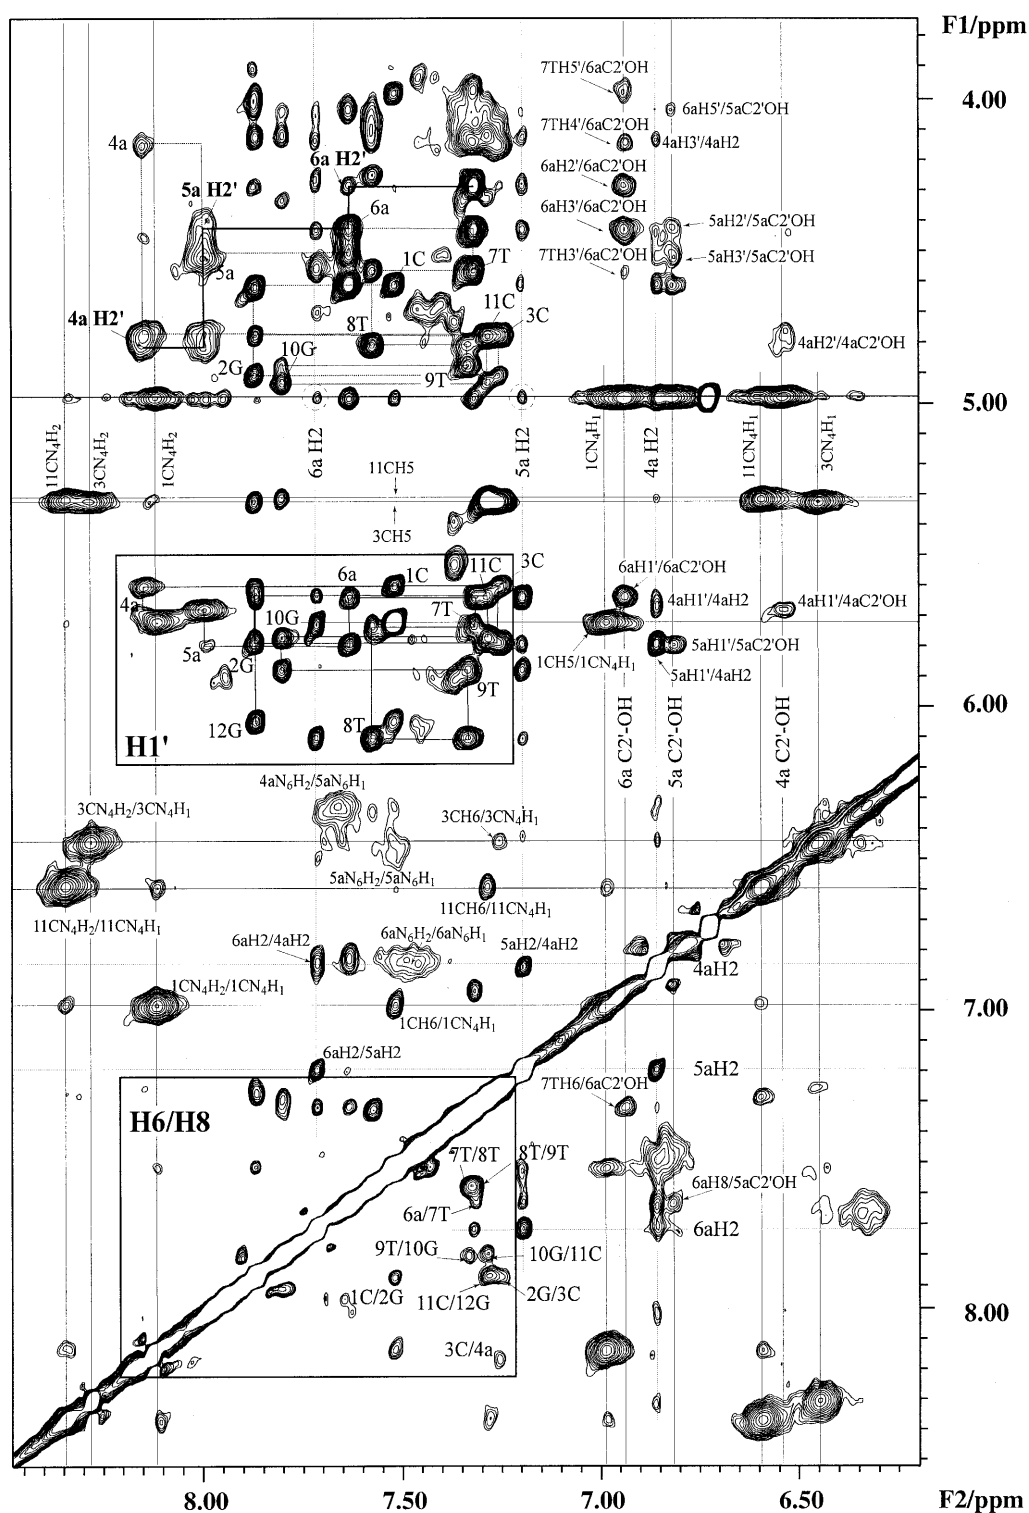 F1/ppm
7TH5'/6aC2'OH
4.00
6aH5'/5aC2'OH
7TH4'/6aC2'OH
4a
4aH3'/4aH2
6a H2'
6aH2'/6aC2'OH
5a H2'
6a
6aH3'/6aC2'OH
5aH2'/5aC2'OH
7TH3'/6aC2'OH
5aH3'/5aC2'OH
5a
1C
7T
4a H2'
8T
11C
3C
10G
4aH2'/4aC2'OH
2G
9T
5.00
11CN4H2
3CN4H2
1CN4H2
6a H2
5a H2
1CN4H1
4a H2
11CN4H1
3CN4H1
11CH5
3CH5
6a
1C
11C
3C
6aH1'/6aC2'OH
4a
10G
7T
4aH1'/4aH2
4aH1'/4aC2'OH
5a
2G
5aH1'/5aC2'OH
1CH5/1CN4H1
5aH1'/4aH2
9T
6.00
12G
8T
H1'
6a C2'-OH
5a C2'-OH
4a C2'-OH
4aN6H2/5aN6H1
3CN4H2/3CN4H1
3CH6/3CN4H1
5aN6H2/5aN6H1
11CN4H2/11CN4H1
11CH6/11CN4H1
6aH2/4aH2
6aN6H2/6aN6H1
5aH2/4aH2
4aH2
1CN4H2/1CN4H1
7.00
1CH6/1CN4H1
6aH2/5aH2
5aH2
7TH6/6aC2'OH
H6/H8
7T/8T
8T/9T
6aH8/5aC2'OH
6a/7T
6aH2
9T/10G
10G/11C
1C/2G
11C/12G
2G/3C
8.00
3C/4a
8.00
7.50
7.00
6.50
F2/ppm